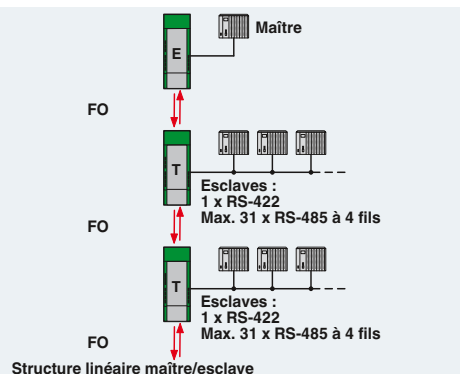 E
Maître
FO
T
Esclaves :
1 x RS-422
Max. 31 x RS-485 à 4 fils
FO
T
Esclaves :
1 x RS-422
Max. 31 x RS-485 à 4 fils
FO
Structure linéaire maître/esclave